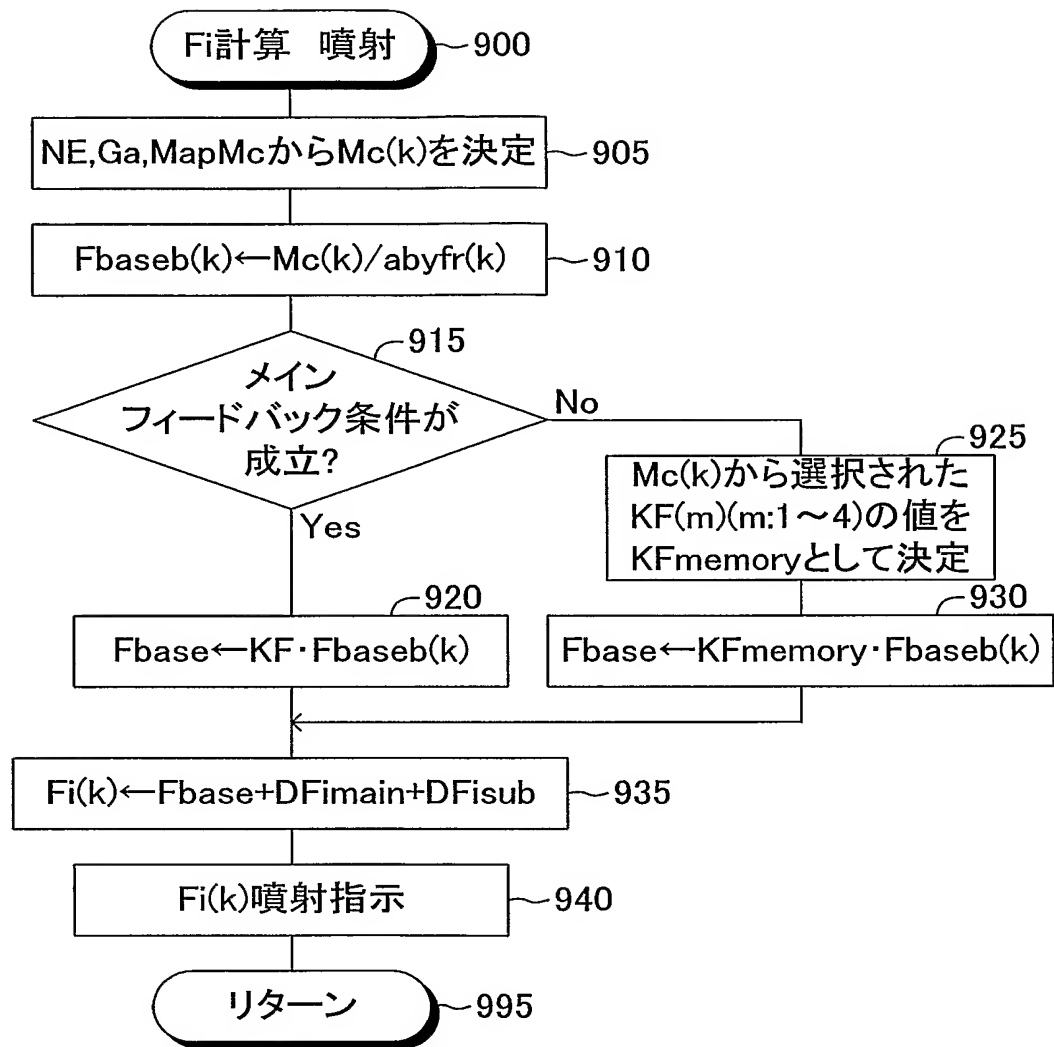 Fi計算 噴射
900
NE,Ga,MapMcからMc(k)を決定
905
Fbaseb(k)←Mc(k)/abyfr(k)
910
915
メイン
フィードバック条件が
成立?
No
Yes
925
Mc(k)から選択された
KF(m)(m:1〜4)の値を
KFmemoryとして決定
920
Fbase←KF・Fbaseb(k)
930
Fbase←KFmemory・Fbaseb(k)
Fi(k)←Fbase+DFimain+DFisub
935
Fi(k)噴射指示
940
リターン
995